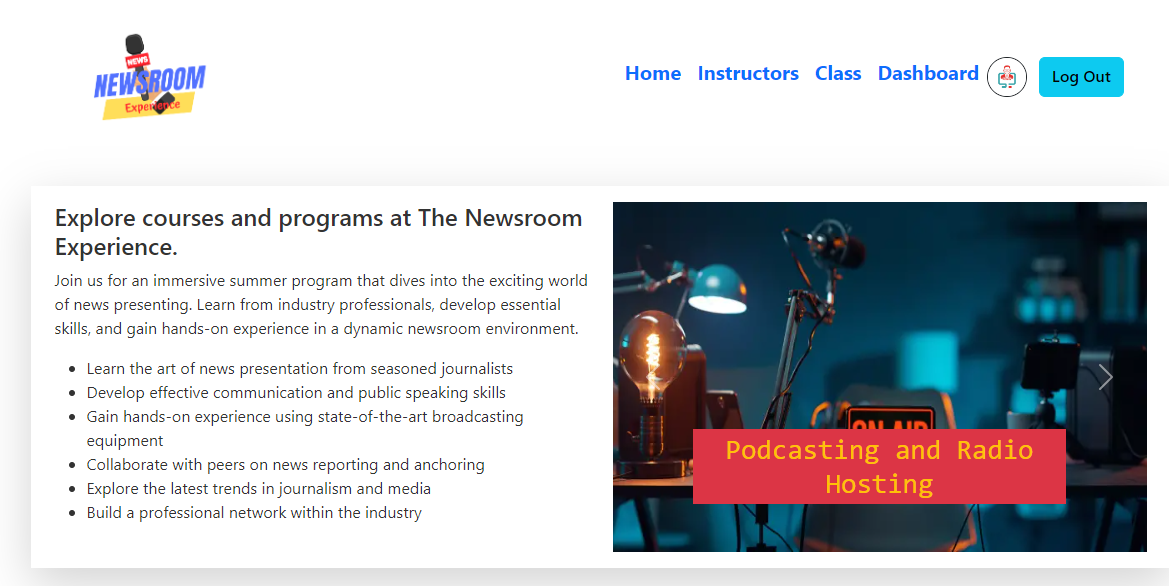 NEWS
NEWSROOM
Experience
Home Instructors Class Dashboard Log Out
Explore courses and programs at The Newsroom
Experience.
Join us for an immersive summer program that dives into the exciting world
of news presenting. Learn from industry professionals, develop essential
skills, and gain hands-on experience in a dynamic newsroom environment.
• Learn the art of news presentation from seasoned journalists
• Develop effective communication and public speaking skills
• Gain hands-on experience using state-of-the-art broadcasting
equipment
• Collaborate with peers on news reporting and anchoring
• Explore the latest trends in journalism and media
• Build a professional network within the industry
ON AIR
Podcasting and Radio
Hosting